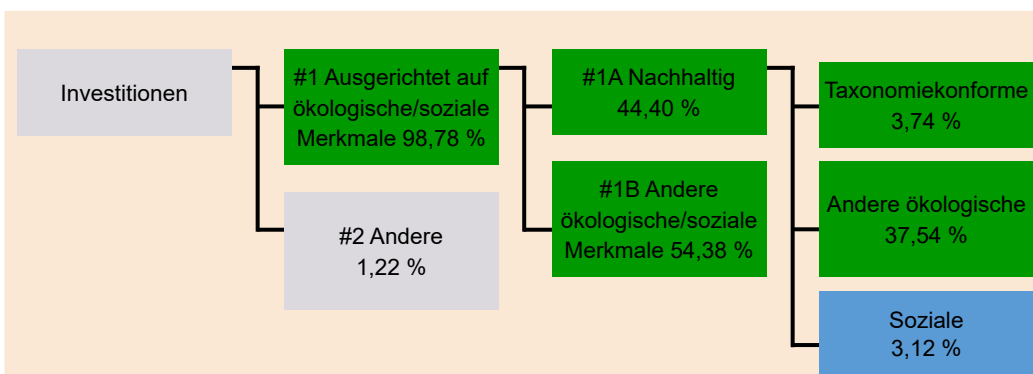 Investitionen
#1 Ausgerichtet auf
ökologische/soziale
Merkmale 98,78 %
#2 Andere
1,22 %
#1A Nachhaltig
44,40 %
#1B Andere
ökologische/soziale
Merkmale 54,38 %
Taxonomiekonforme
3,74 %
Andere ökologische
37,54 %
Soziale
3,12 %